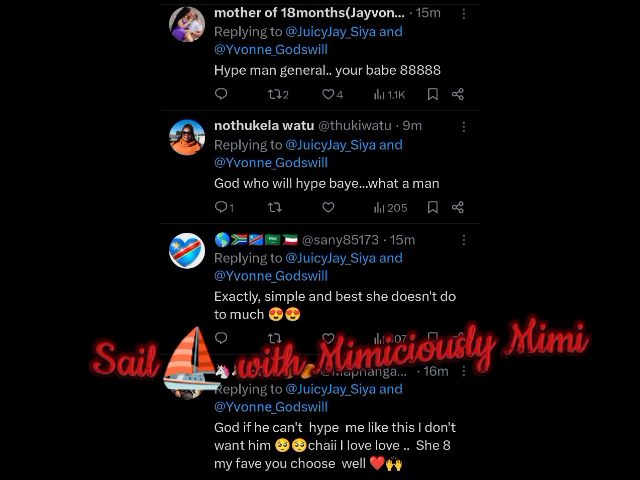 mother of 18months(Jayvon... · 15m
Replying to @JuicyJay_Siya and
@Yvonne_Godswill
Hype man general.. your babe 88888
2 4 1.1K
nothukela watu @thukiwatu · 9m
Replying to @JuicyJay_Siya and
@Yvonne_Godswill
God who will hype baye...what a man
1 205
@sany85173 · 15m
Replying to @JuicyJay_Siya and
@Yvonne_Godswill
Exactly, simple and best she doesn't do
to much 😍😍
Sail with Mimiciously Mimi
· 16m
Replying to @JuicyJay_Siya and
@Yvonne_Godswill
God if he can't hype me like this I don't
want him 🥺🥺chaii I love love .. She 8
my fave you choose well ❤️🙌